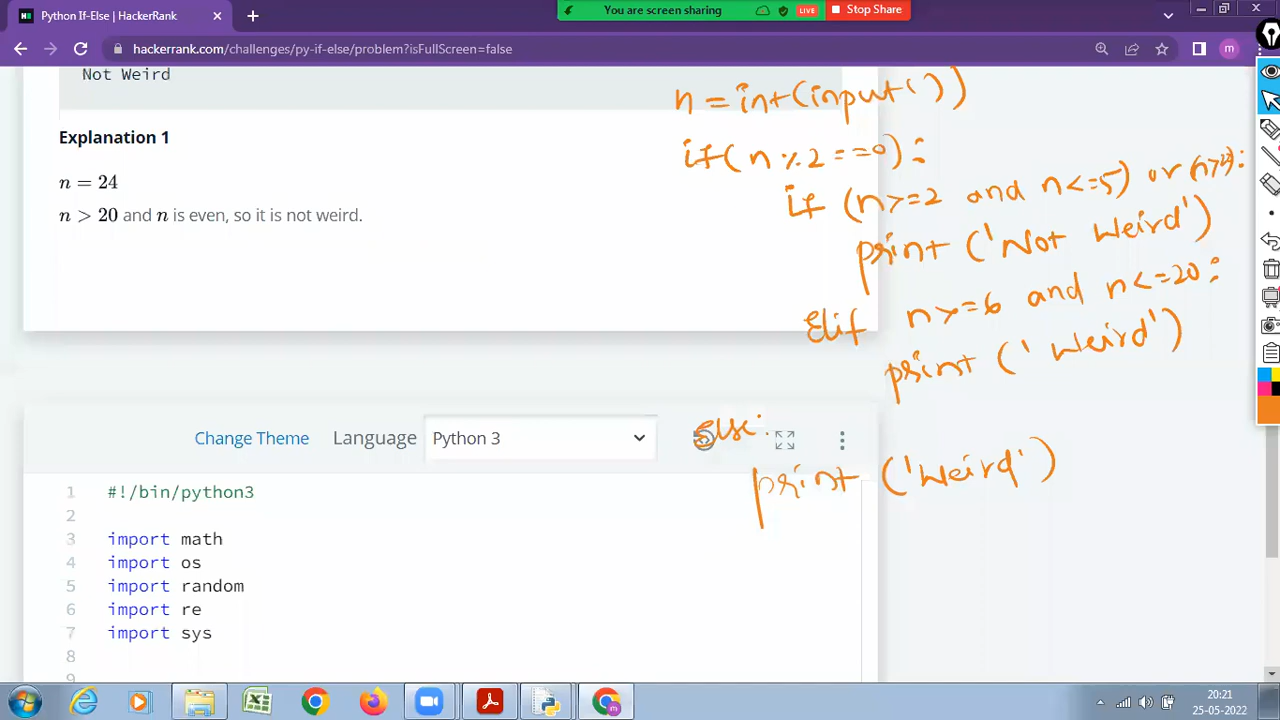 Python If-Else | HackerRank
You are screen sharing
LIVE
Stop Share
hackerrank.com/challenges/py-if-else/problem?isFullScreen=false
m
Not Weird
Explanation 1
n = 24
n > 20 and n is even, so it is not weird.
n = int(input())
if( n %2 = ==0) :
if (n>=2 and n<=5) or
print ('Not Weird')
Elif n>=6 and n<=20 :
print (' Weird')
else:
print ('Weird')
Change Theme
Language
Python 3
1 #!/bin/python3
2
3 import math
4 import os
5 import random
6 import re
7 import sys
8
9
20:21
25-05-2022